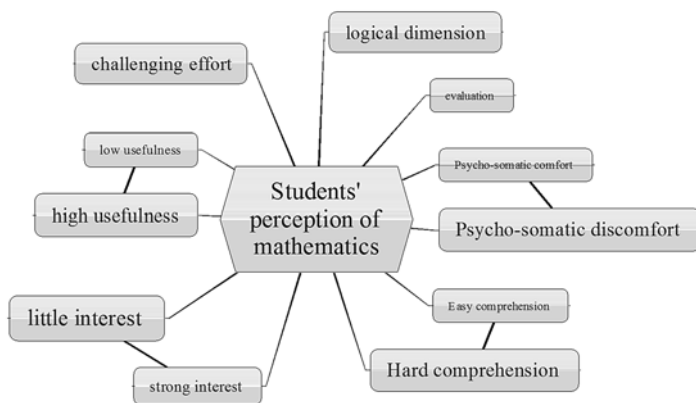 logical dimension
challenging effort
evaluation
low usefulness
Psycho-somatic comfort
high usefulness
Students'
perception of
mathematics
Psycho-somatic discomfort
little interest
Easy comprehension
strong interest
Hard comprehension